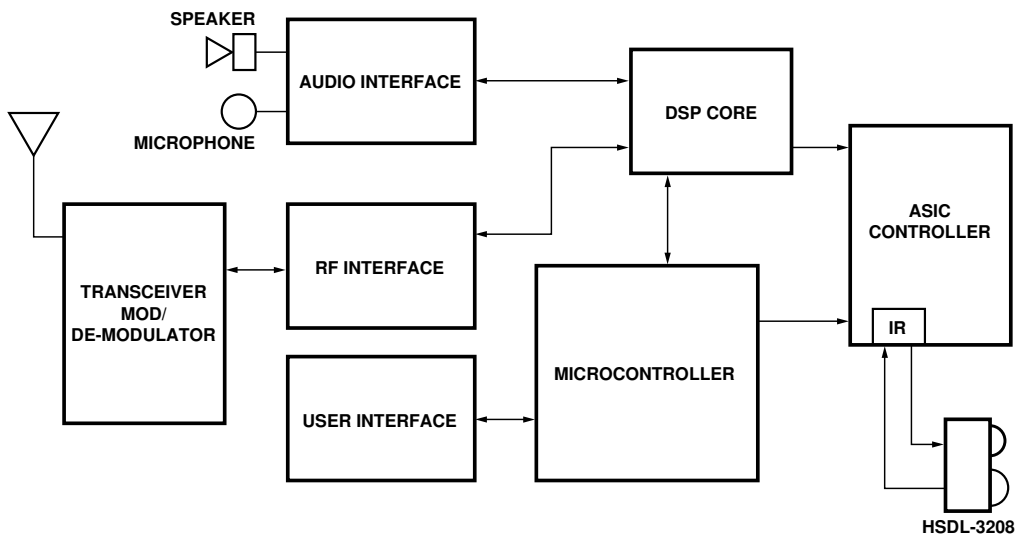 SPEAKER
AUDIO INTERFACE
MICROPHONE
DSP CORE
ASIC
CONTROLLER
RF INTERFACE
TRANSCEIVER
MOD/
DE-MODULATOR
IR
MICROCONTROLLER
USER INTERFACE
HSDL-3208